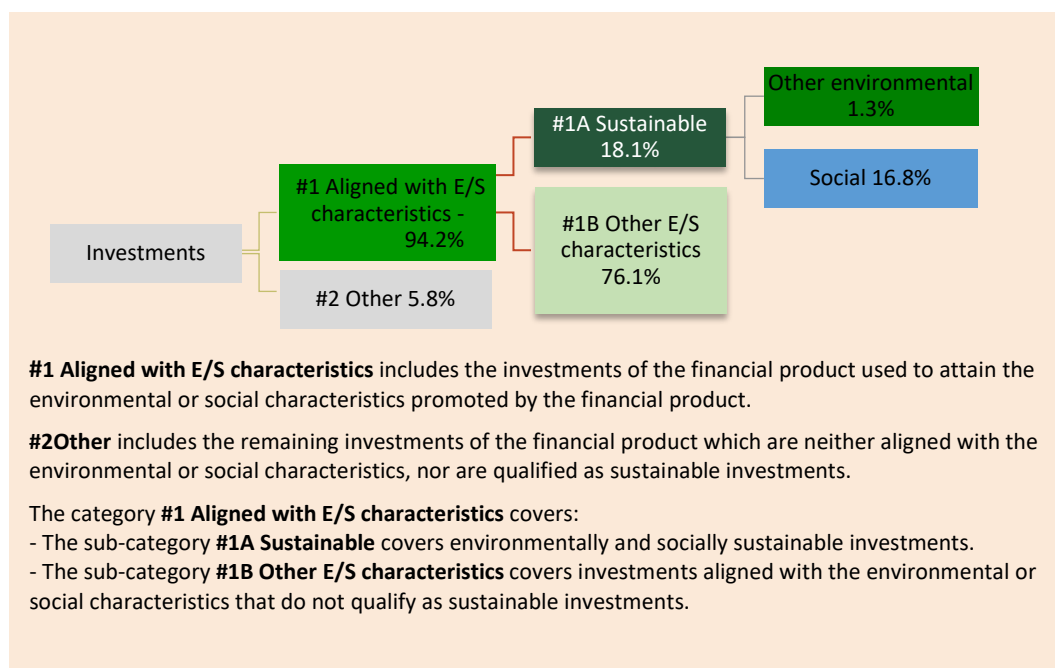 Other environmental
1.3%
#1A Sustainable
18.1%
Social 16.8%
#1 Aligned with E/S
characteristics -
94.2%
#1B Other E/S
characteristics
76.1%
Investments
#2 Other 5.8%
#1 Aligned with E/S characteristics includes the investments of the financial product used to attain the
environmental or social characteristics promoted by the financial product.
#2Other includes the remaining investments of the financial product which are neither aligned with the
environmental or social characteristics, nor are qualified as sustainable investments.
The category #1 Aligned with E/S characteristics covers:
- The sub-category #1A Sustainable covers environmentally and socially sustainable investments.
- The sub-category #1B Other E/S characteristics covers investments aligned with the environmental or
social characteristics that do not qualify as sustainable investments.